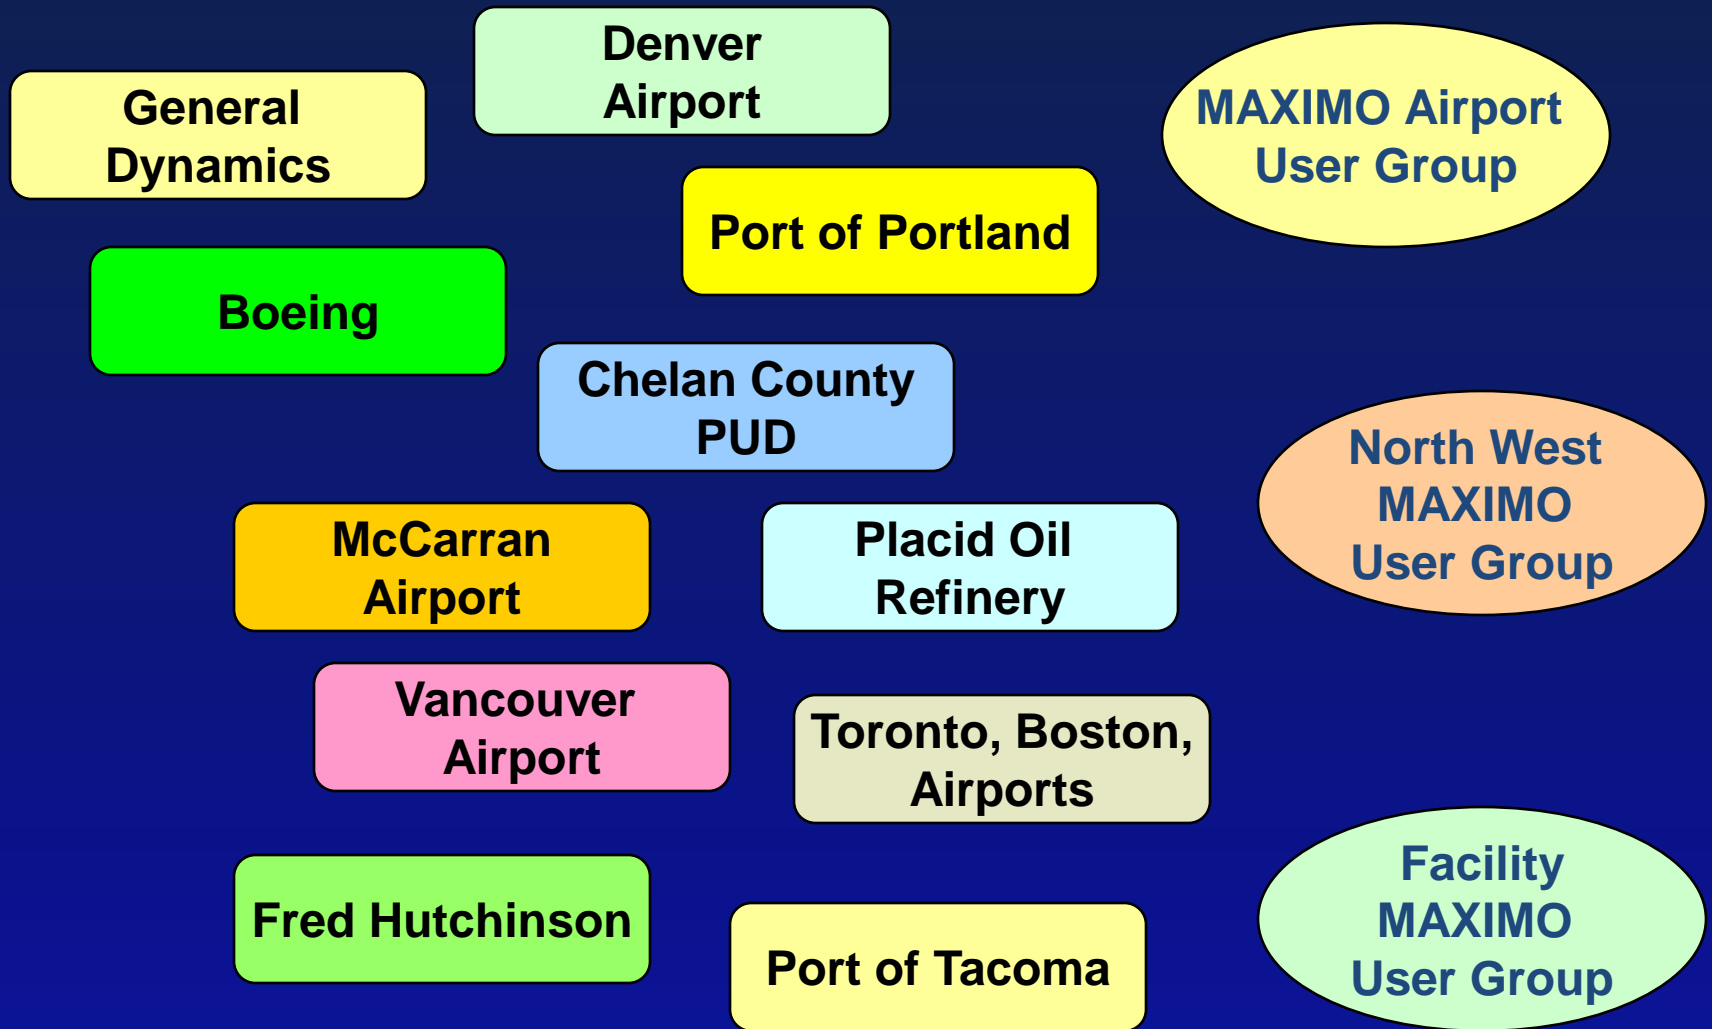 Denver
Airport
General
Dynamics
MAXIMO Airport
User Group
Port of Portland
Boeing
Chelan County
PUD
North West
MAXIMO
User Group
McCarran
Airport
Placid Oil
Refinery
Vancouver
Airport
Toronto, Boston,
Airports
Facility
MAXIMO
User Group
Fred Hutchinson
Port of Tacoma